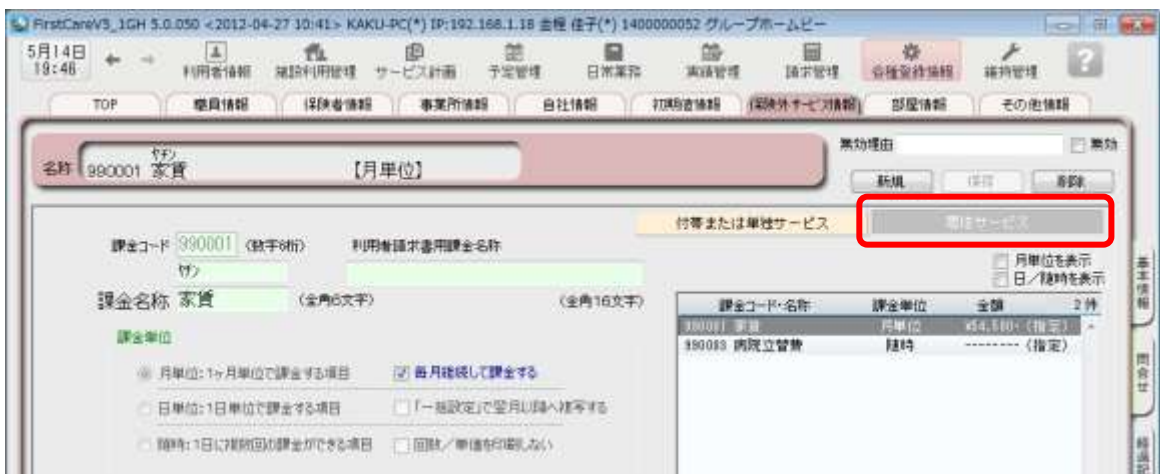 FirstCareV5_1GH 5.0.050 <2012-04-27 10:41> KAKU-PC(*) IP:192.168.1.18 金種 佳子(*) 1400000052 グループホームビー
5月14日
19:46
利用者情報 施設利用管理 サービス計画 予定管理 日常業務 実績管理 請求管理 各種登録情報 維持管理 ?
TOP 職員情報 保険者情報 事業所情報 自社情報 初期値情報 保険外サービス情報 部屋情報 その他情報
無効理由 無効
名称 990001 ヤチン 家賃 【月単位】
新規 保存 削除
付帯または単独サービス
課金コード 990001 (数字6桁) 利用者請求書用課金名称
月単位を表示
日/随時を表示
ヤチン
課金名称 家賃 (全角6文字) (全角16文字)
課金コード・名称 課金単位 金額 2件
990001 家賃 月単位 (指定)
990003 病院立替費 随時 -------- (指定)
課金単位
月単位:1ヶ月単位で課金する項目 毎月継続して課金する
日単位:1日単位で課金する項目 「一括設定」で翌月以降へ複写する
随時:1日に複数回の課金ができる項目 回数/単価を印刷しない
基本情報
問合せ
経過記